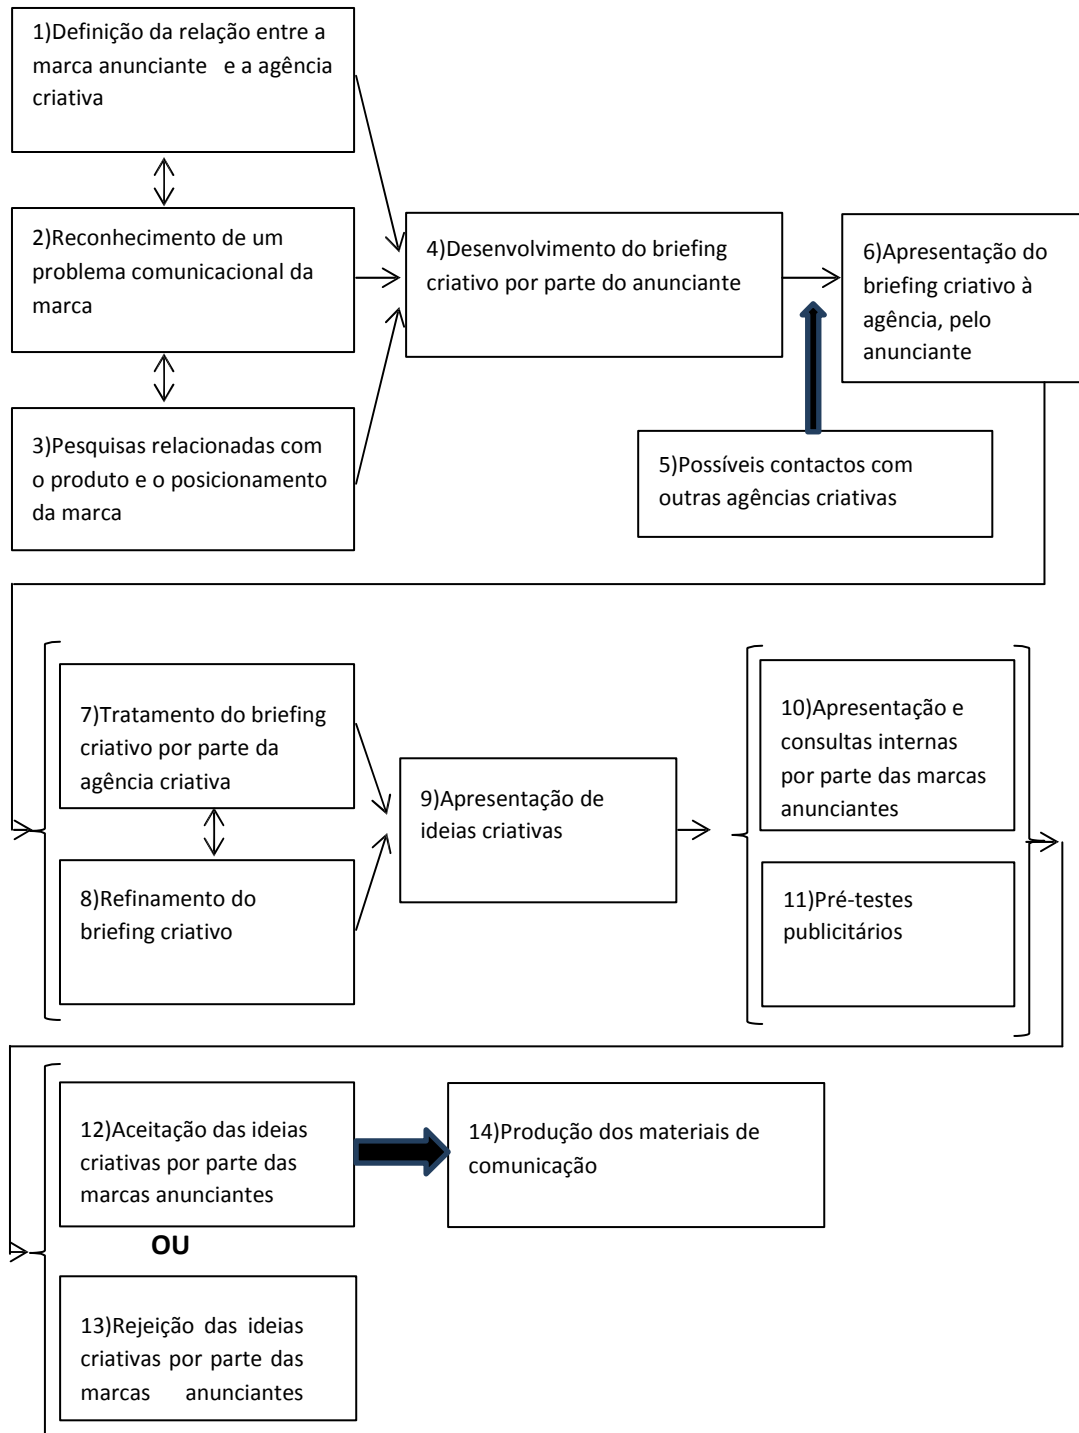 1)Definição da relação entre a
marca anunciante e a agência
criativa
2)Reconhecimento de um
problema comunicacional da
marca
3)Pesquisas relacionadas com
o produto e o posicionamento
da marca
4)Desenvolvimento do briefing
criativo por parte do anunciante
5)Possíveis contactos com
outras agências criativas
6)Apresentação do
briefing criativo à
agência, pelo
anunciante
7)Tratamento do briefing
criativo por parte da
agência criativa
8)Refinamento do
briefing criativo
9)Apresentação de
ideias criativas
10)Apresentação e
consultas internas
por parte das marcas
anunciantes
11)Pré-testes
publicitários
12)Aceitação das ideias
criativas por parte das
marcas anunciantes
OU
13)Rejeição das ideias
criativas por parte das
marcas anunciantes
14)Produção dos materiais de
comunicação